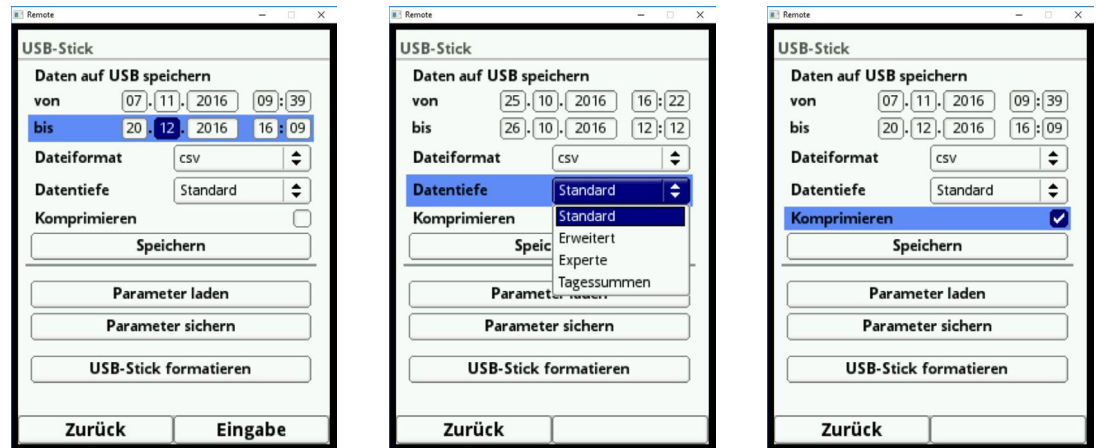 Remote
USB-Stick
Daten auf USB speichern
von 07. 11. 2016 09:39
bis 20. 12. 2016 16:09
Dateiformat csv
Datentiefe Standard
Komprimieren
Speichern
Parameter laden
Parameter sichern
USB-Stick formatieren
Zurück Eingabe
Remote
USB-Stick
Daten auf USB speichern
von 25. 10. 2016 16:22
bis 26. 10. 2016 12:12
Dateiformat csv
Datentiefe Standard
Komprimieren Standard
Erweitert
Experte
Tagessummen
Parameter sichern
USB-Stick formatieren
Zurück
Remote
USB-Stick
Daten auf USB speichern
von 07. 11. 2016 09:39
bis 20. 12. 2016 16:09
Dateiformat csv
Datentiefe Standard
Komprimieren
Speichern
Parameter laden
Parameter sichern
USB-Stick formatieren
Zurück